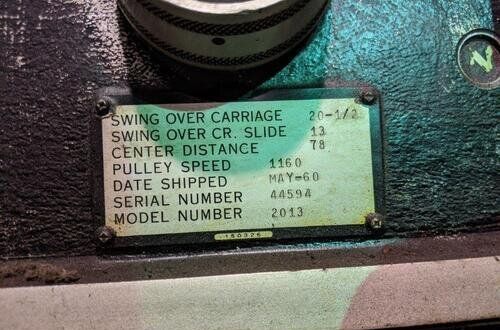 SWING OVER CARRIAGE 20-1/2
SWING OVER CR. SLIDE 13
CENTER DISTANCE 78
PULLEY SPEED 1160
DATE SHIPPED MAY-60
SERIAL NUMBER 44594
MODEL NUMBER 2013
150326